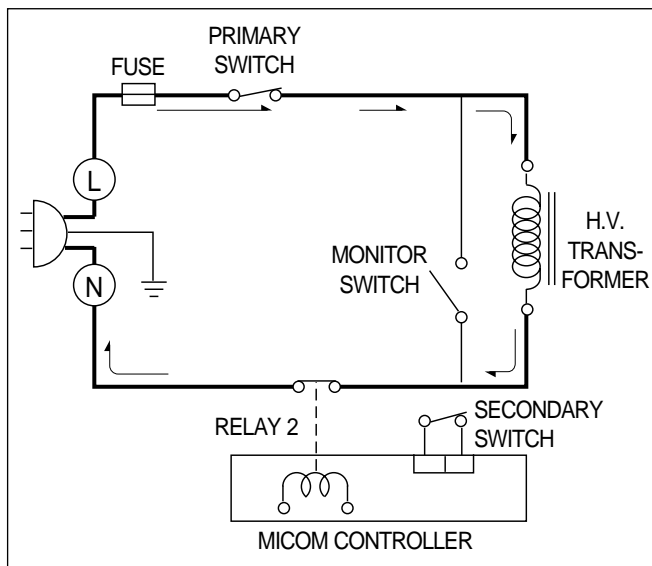 PRIMARY
SWITCH
FUSE
L
H.V.
TRANS-
FORMER
MONITOR
SWITCH
N
SECONDARY
SWITCH
RELAY 2
MICOM CONTROLLER